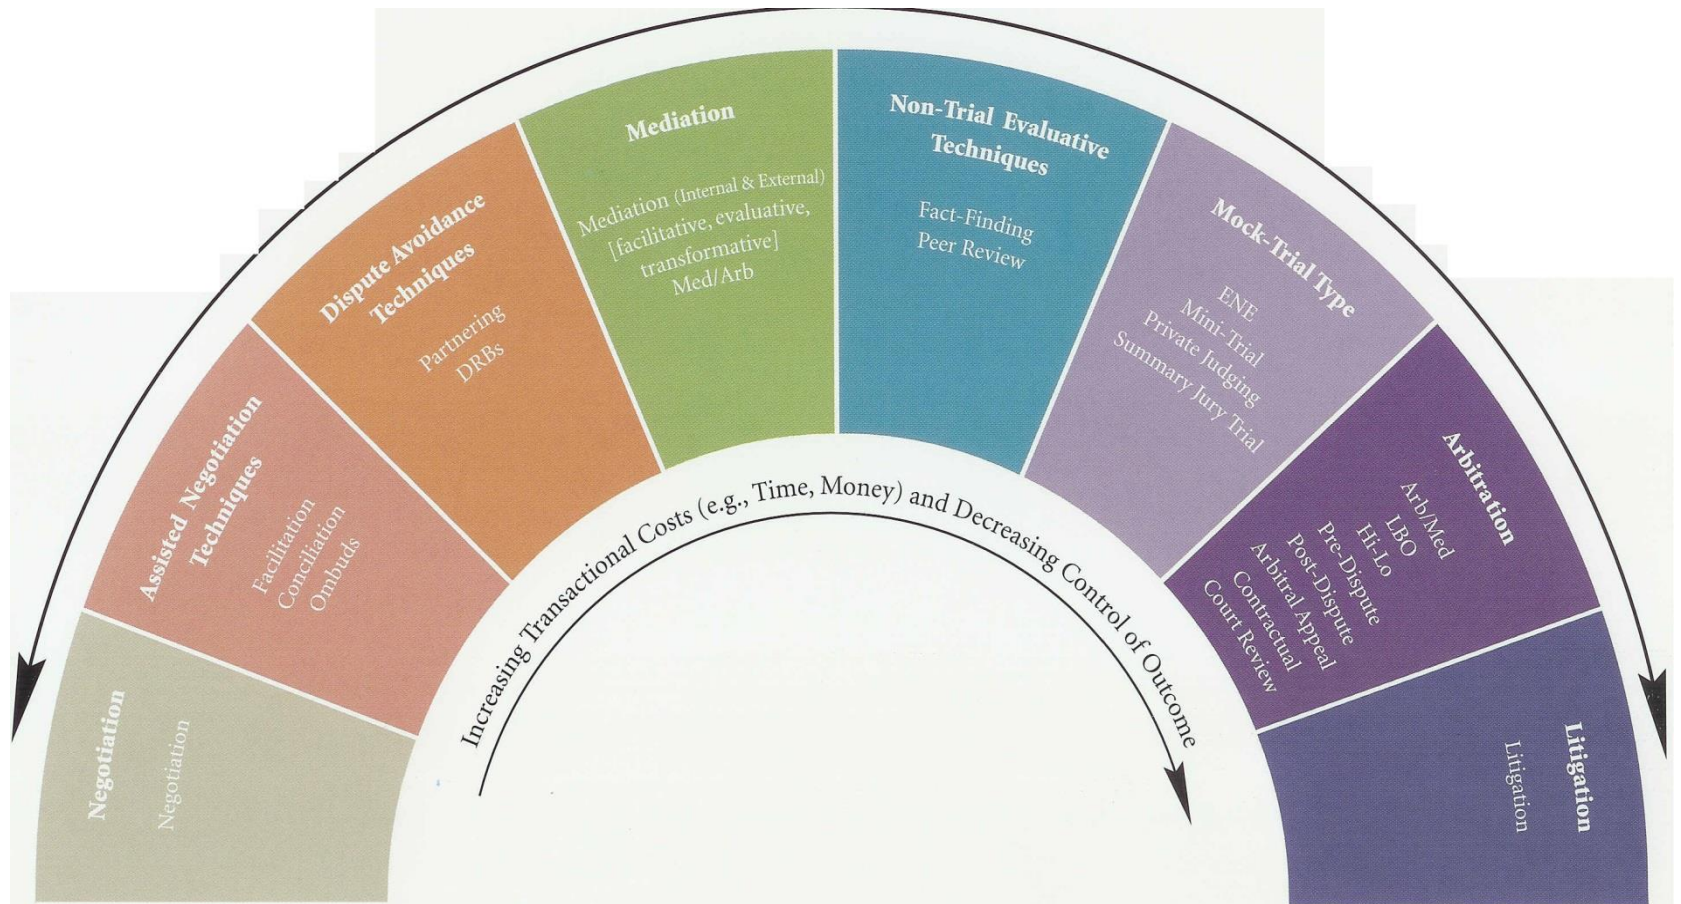 Negotiation
Negotiation
Assisted Negotiation
Techniques
Facilitation
Conciliation
Ombuds
Dispute Avoidance
Techniques
Partnering
DRBs
Mediation
Mediation (Internal & External)
[facilitative, evaluative,
transformative]
Med/Arb
Non-Trial Evaluative
Techniques
Fact-Finding
Peer Review
Mock-Trial Type
ENE
Mini-Trial
Private Judging
Summary Jury Trial
Arbitration
Arb/Med
LBO
Hi-Lo
Pre-Dispute
Post-Dispute
Arbitral Appeal
Contractual
Court Review
Litigation
Litigation
Increasing Transactional Costs (e.g., Time, Money) and Decreasing Control of Outcome